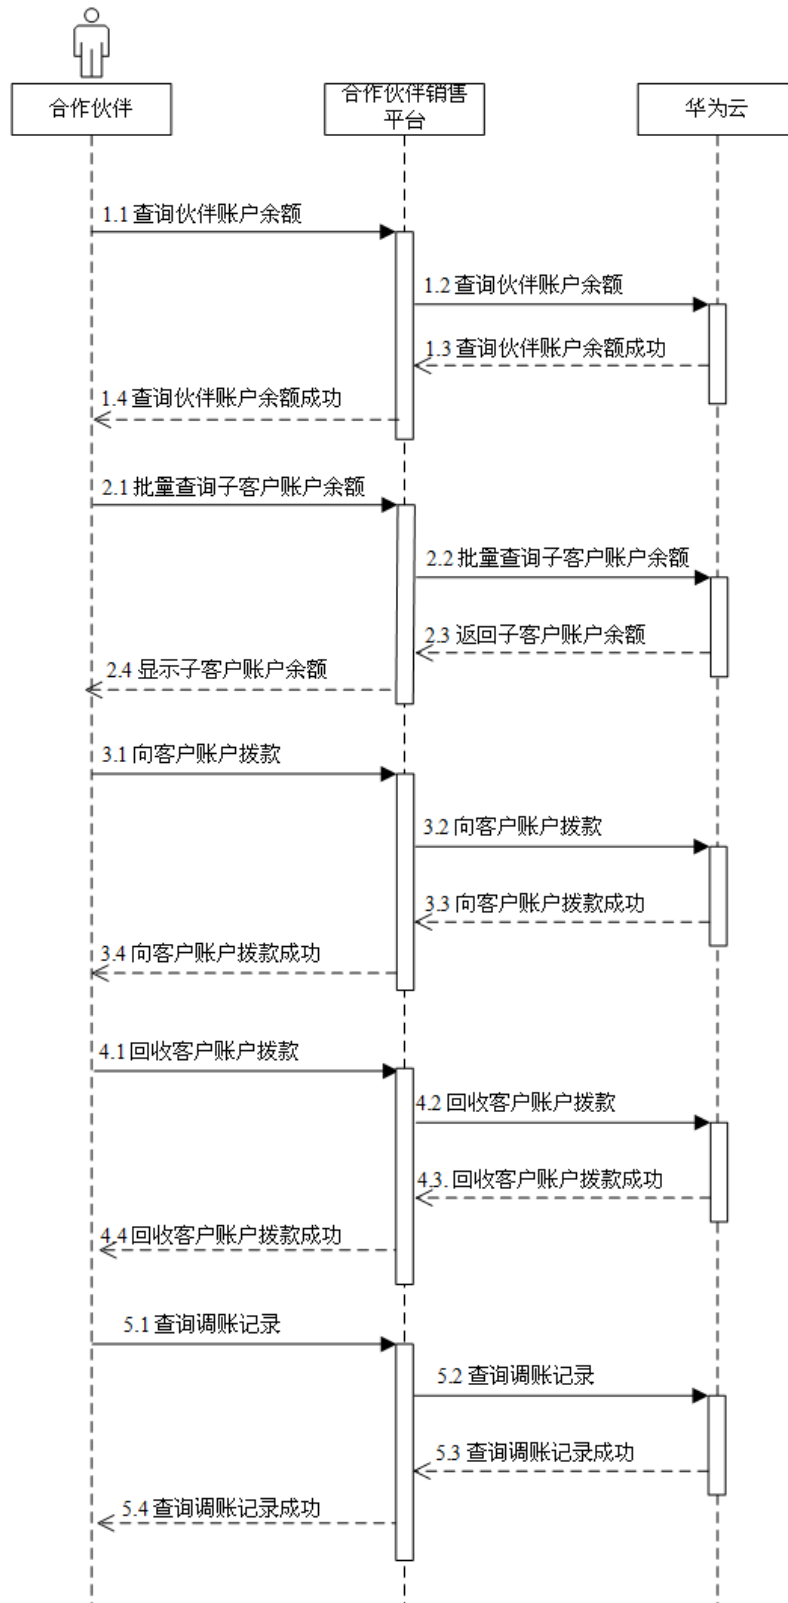 合作伙伴
合作伙伴销售
平台
华为云
1.1 查询伙伴账户余额
1.2 查询伙伴账户余额
1.3 查询伙伴账户余额成功
1.4 查询伙伴账户余额成功
2.1 批量查询子客户账户余额
2.2 批量查询子客户账户余额
2.3 返回子客户账户余额
2.4 显示子客户账户余额
3.1 向客户账户拨款
3.2 向客户账户拨款
3.3 向客户账户拨款成功
3.4 向客户账户拨款成功
4.1 回收客户账户拨款
4.2 回收客户账户拨款
4.3. 回收客户账户拨款成功
4.4 回收客户账户拨款成功
5.1 查询调账记录
5.2 查询调账记录
5.3 查询调账记录成功
5.4 查询调账记录成功